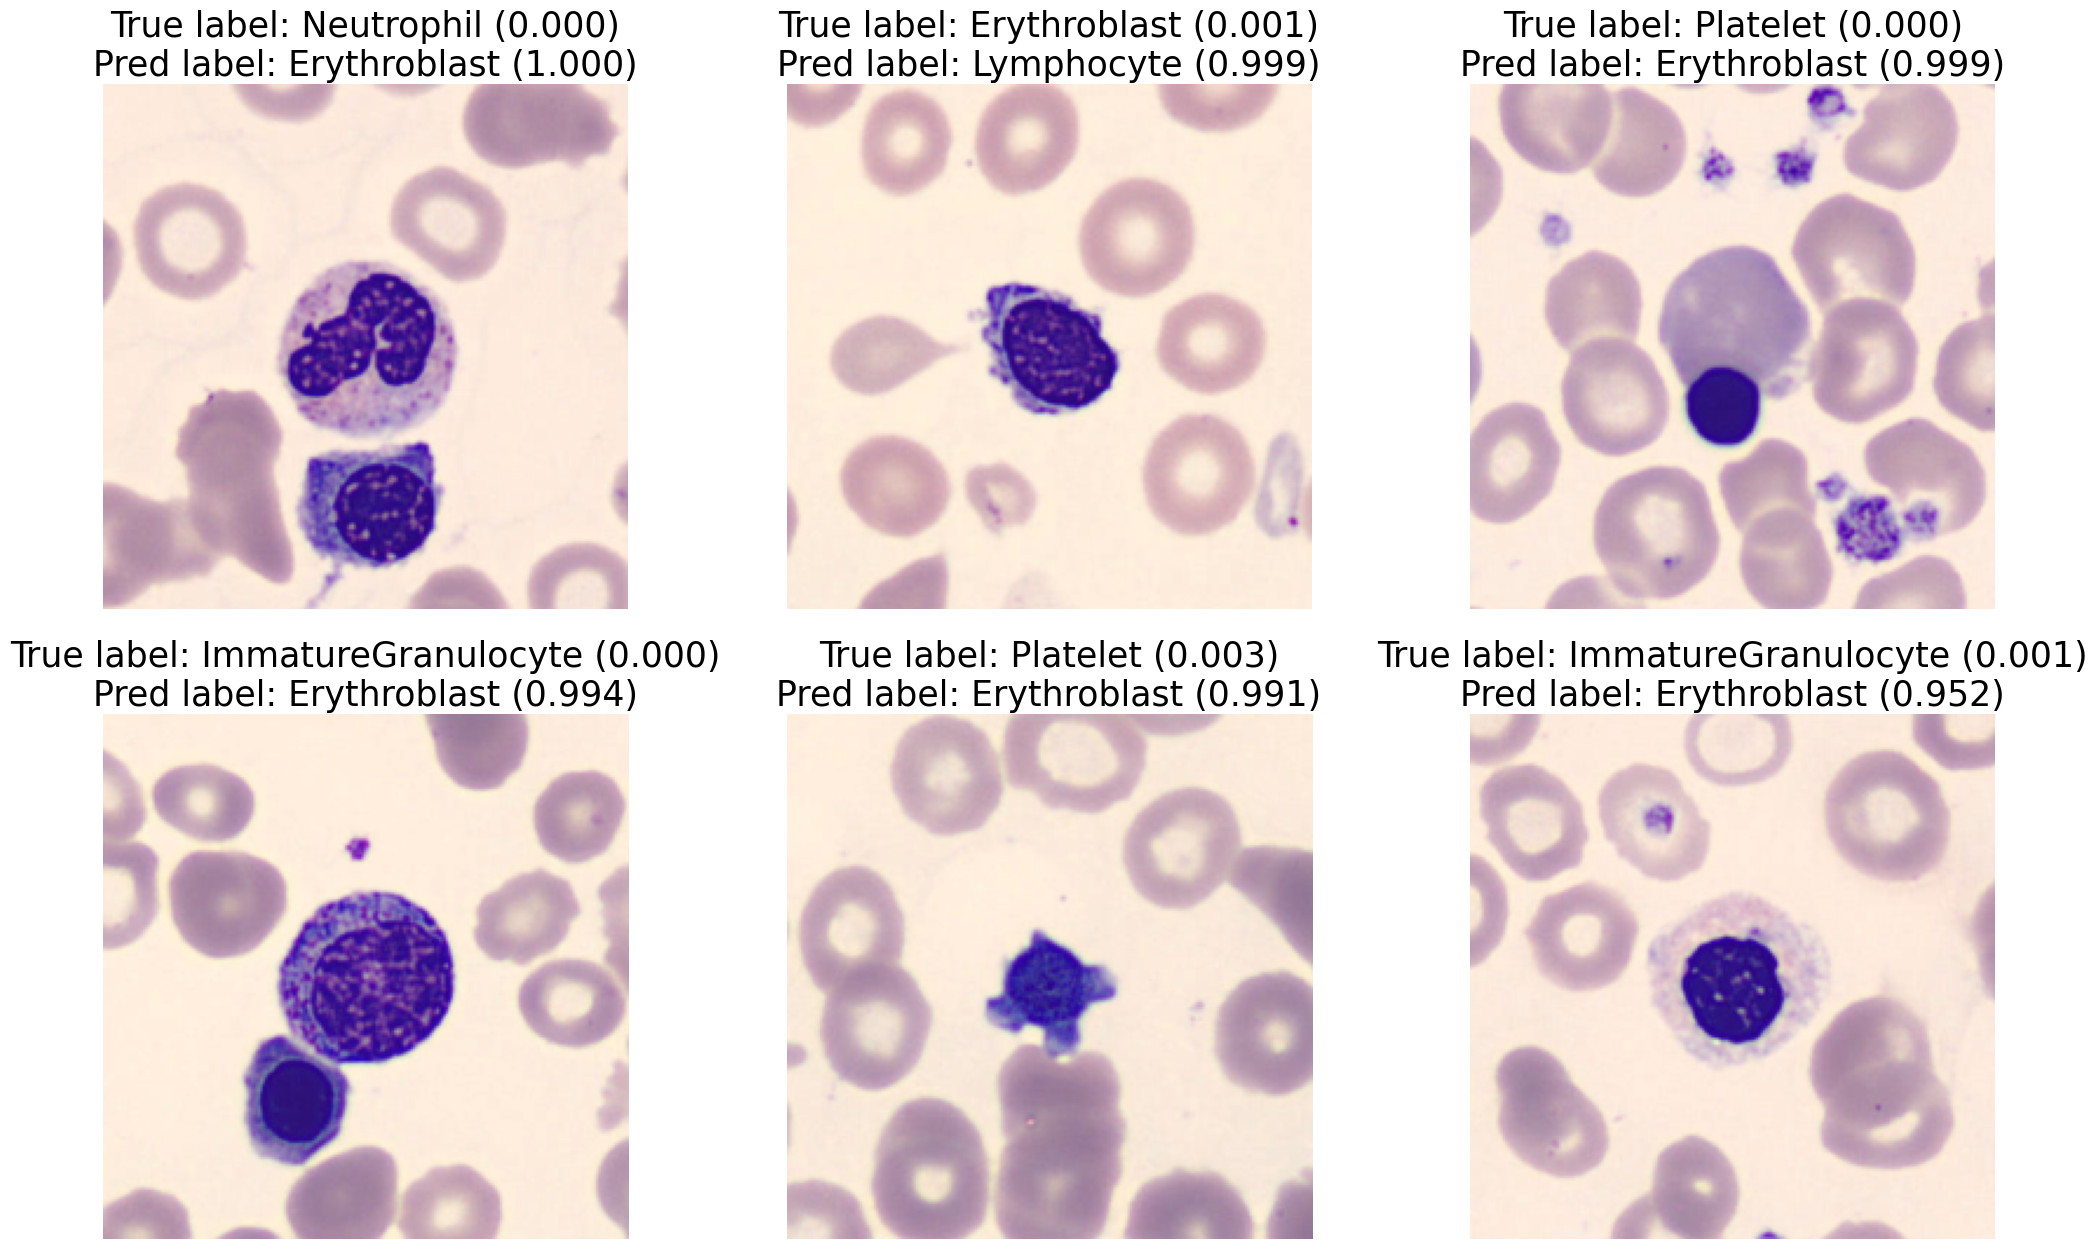 True label: Neutrophil (0.000)
Pred label: Erythroblast (1.000)
True label: Erythroblast (0.001)
Pred label: Lymphocyte (0.999)
True label: Platelet (0.000)
Pred label: Erythroblast (0.999)
True label: ImmatureGranulocyte (0.000)
Pred label: Erythroblast (0.994)
True label: Platelet (0.003)
Pred label: Erythroblast (0.991)
True label: ImmatureGranulocyte (0.001)
Pred label: Erythroblast (0.952)